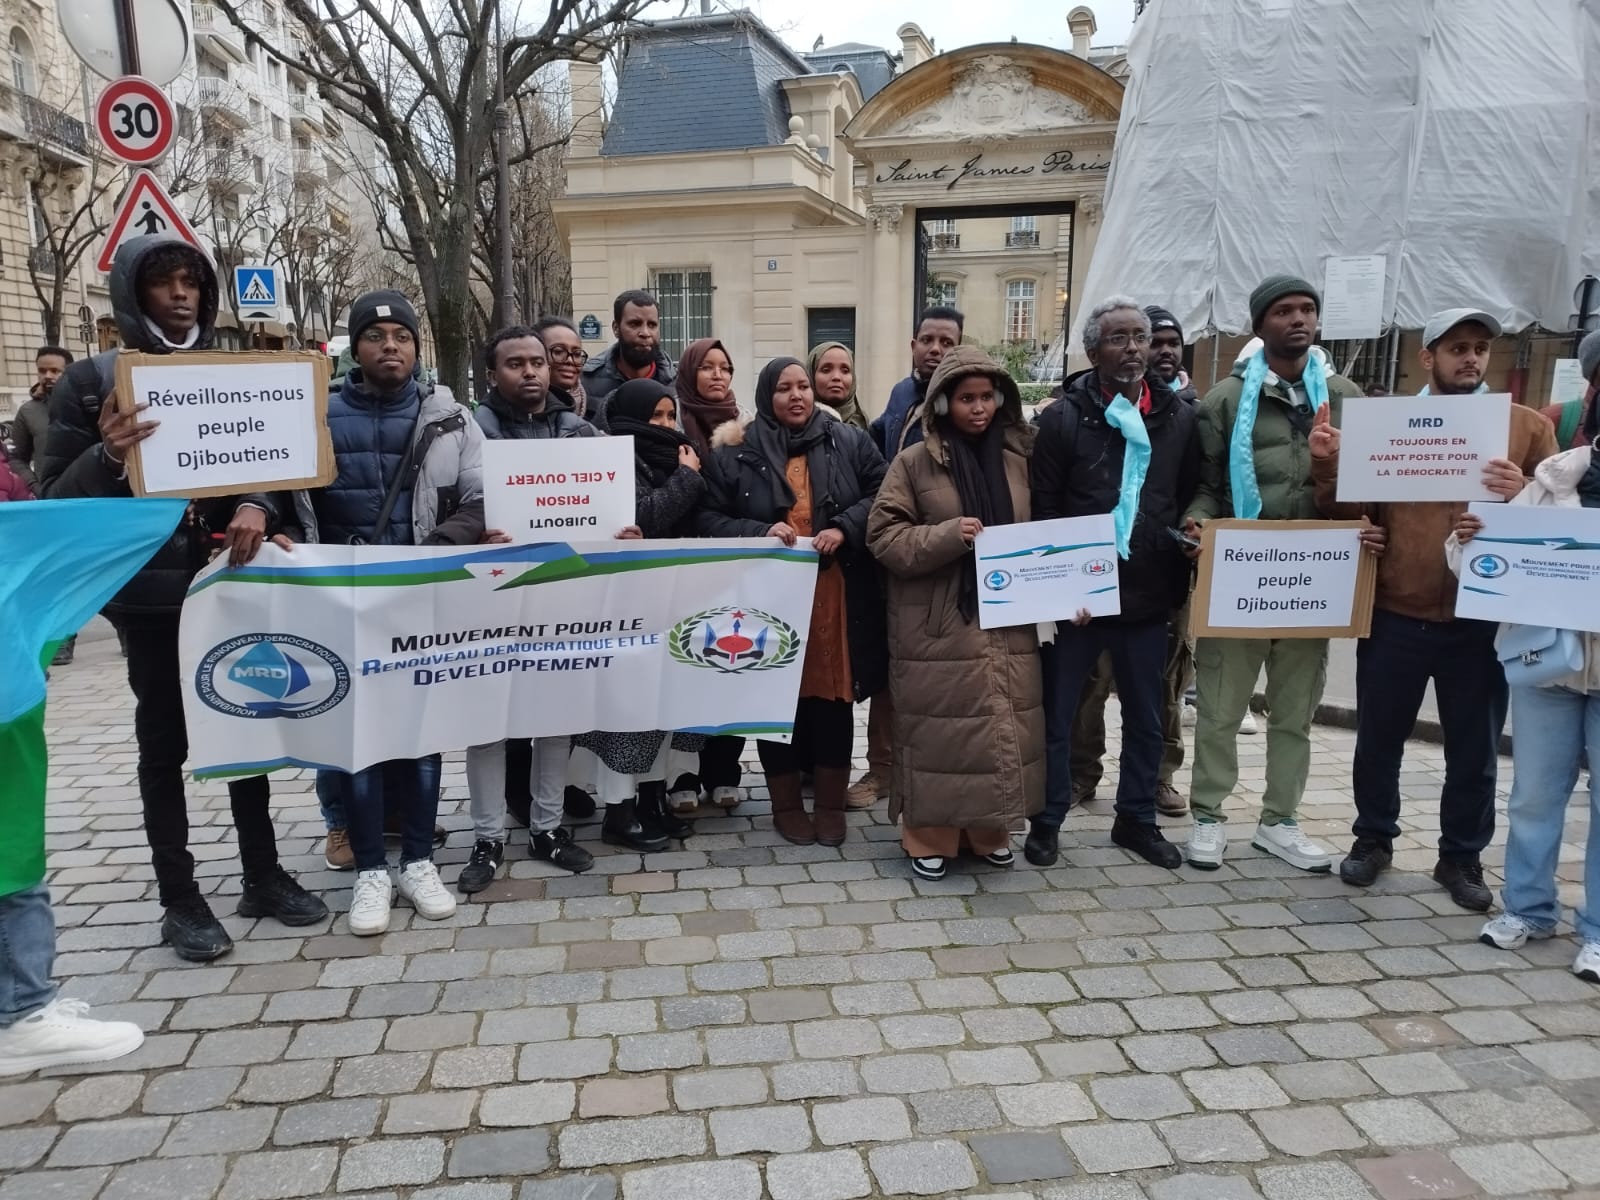 30
Saint James Paris
5
Réveillons-nous
peuple
Djiboutiens
DJIBOUTI
PRISON
À CIEL OUVERT
MOUVEMENT POUR LE RENOUVEAU DEMOCRATIQUE ET LE DEVELOPPEMENT
MRD
MOUVEMENT POUR LE
RENOUVEAU DEMOCRATIQUE ET LE
DEVELOPPEMENT
MOUVEMENT POUR LE
RENOUVEAU DEMOCRATIQUE ET LE
DEVELOPPEMENT
Réveillons-nous
peuple
Djiboutiens
MRD
TOUJOURS EN
AVANT POSTE POUR
LA DÉMOCRATIE
MOUVEMENT POUR LE
RENOUVEAU DEMOCRATIQUE ET
DEVELOPPEMENT